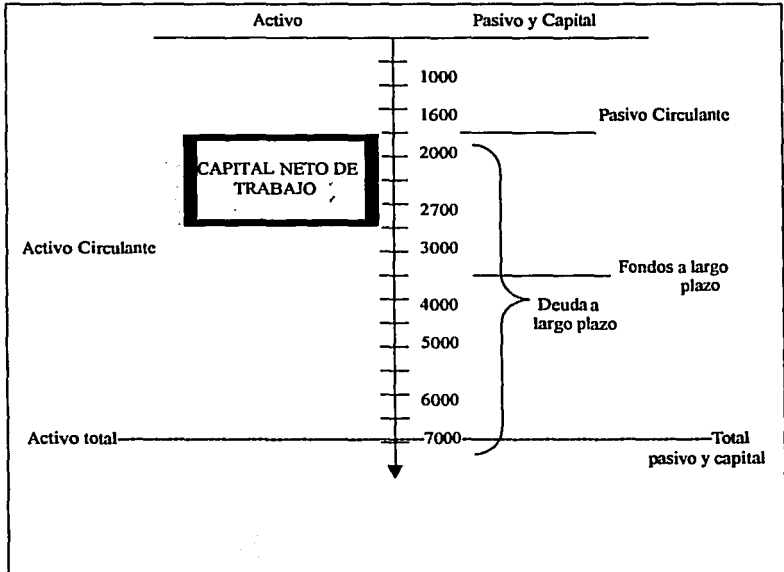 Activo
Pasivo y Capital
1000
1600
Pasivo Circulante
2000
CAPITAL NETO DE
TRABAJO
2700
Activo Circulante
3000
Fondos a largo
plazo
4000
Deuda a
largo plazo
5000
6000
Activo total
7000
Total
pasivo y capital